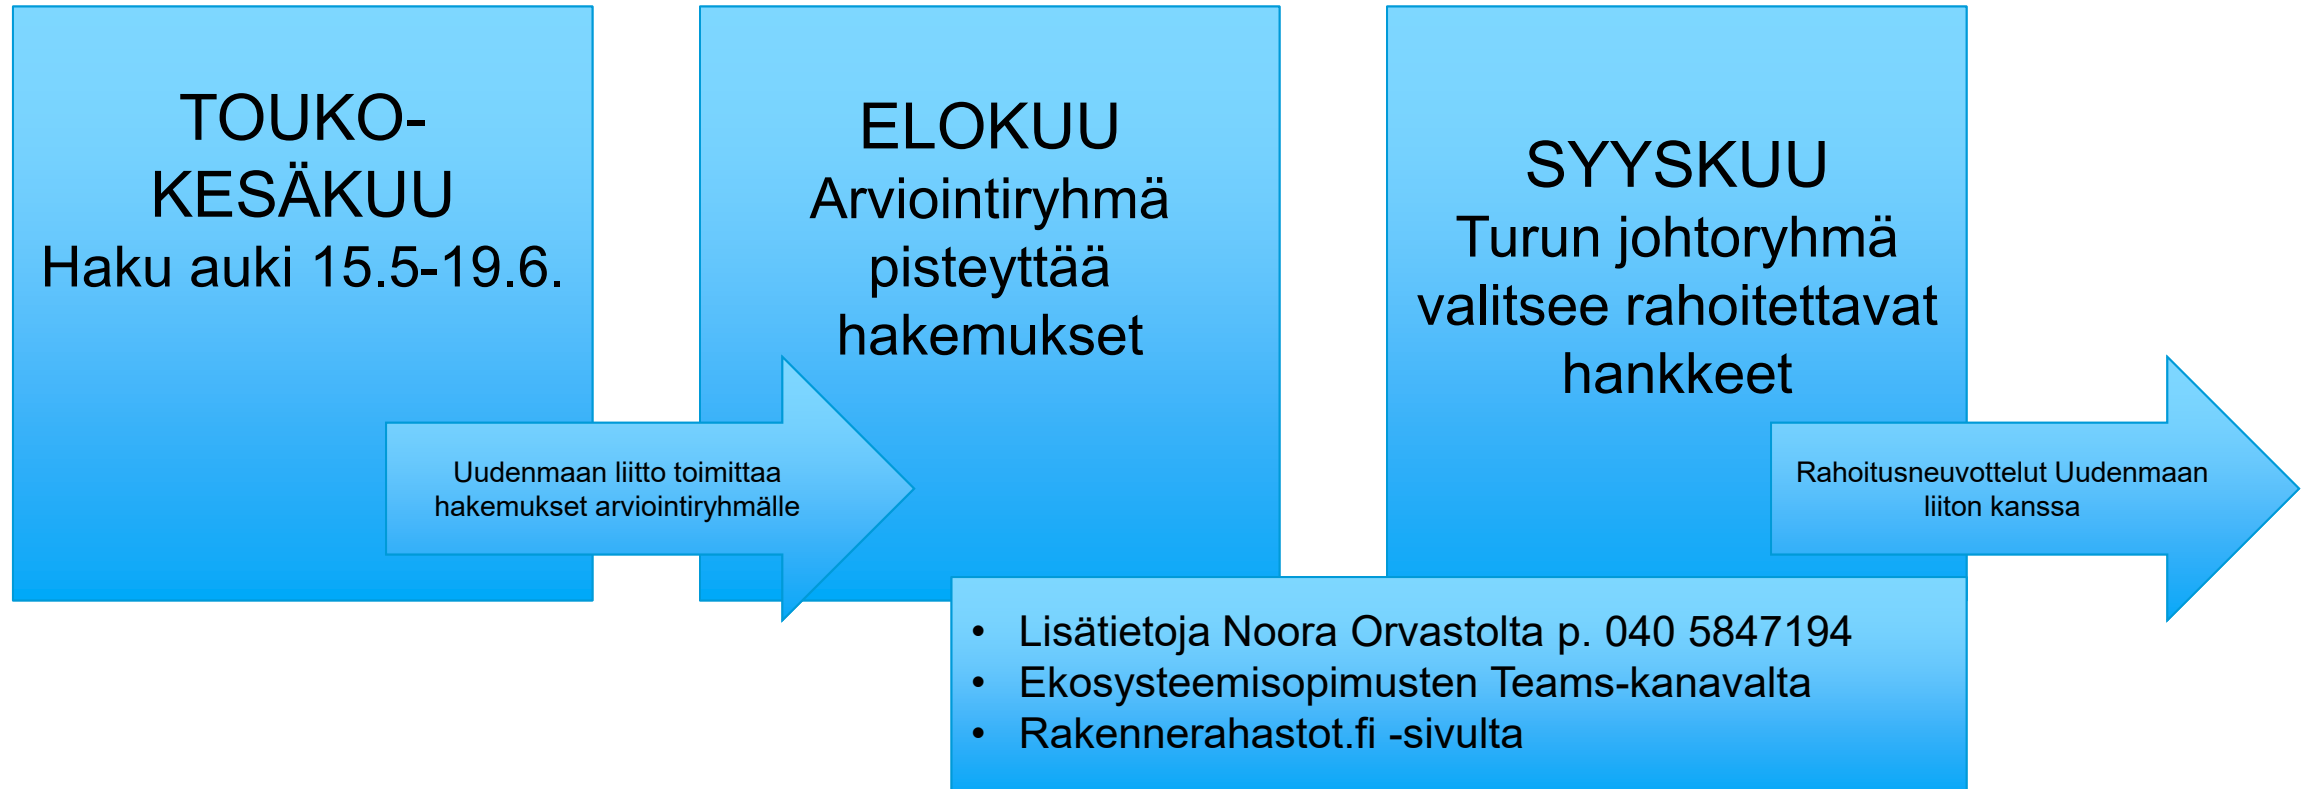 TOUKO-
KESÄKUU
Haku auki 15.5-19.6.
Uudenmaan liitto toimittaa
hakemukset arviointiryhmälle
ELOKUU
Arviointiryhmä
pisteyttää
hakemukset
SYYSKUU
Turun johtoryhmä
valitsee rahoitettavat
hankkeet
Rahoitusneuvottelut Uudenmaan
liiton kanssa
• Lisätietoja Noora Orvastolta p. 040 5847194
• Ekosysteemisopimusten Teams-kanavalta
• Rakennerahastot.fi -sivulta